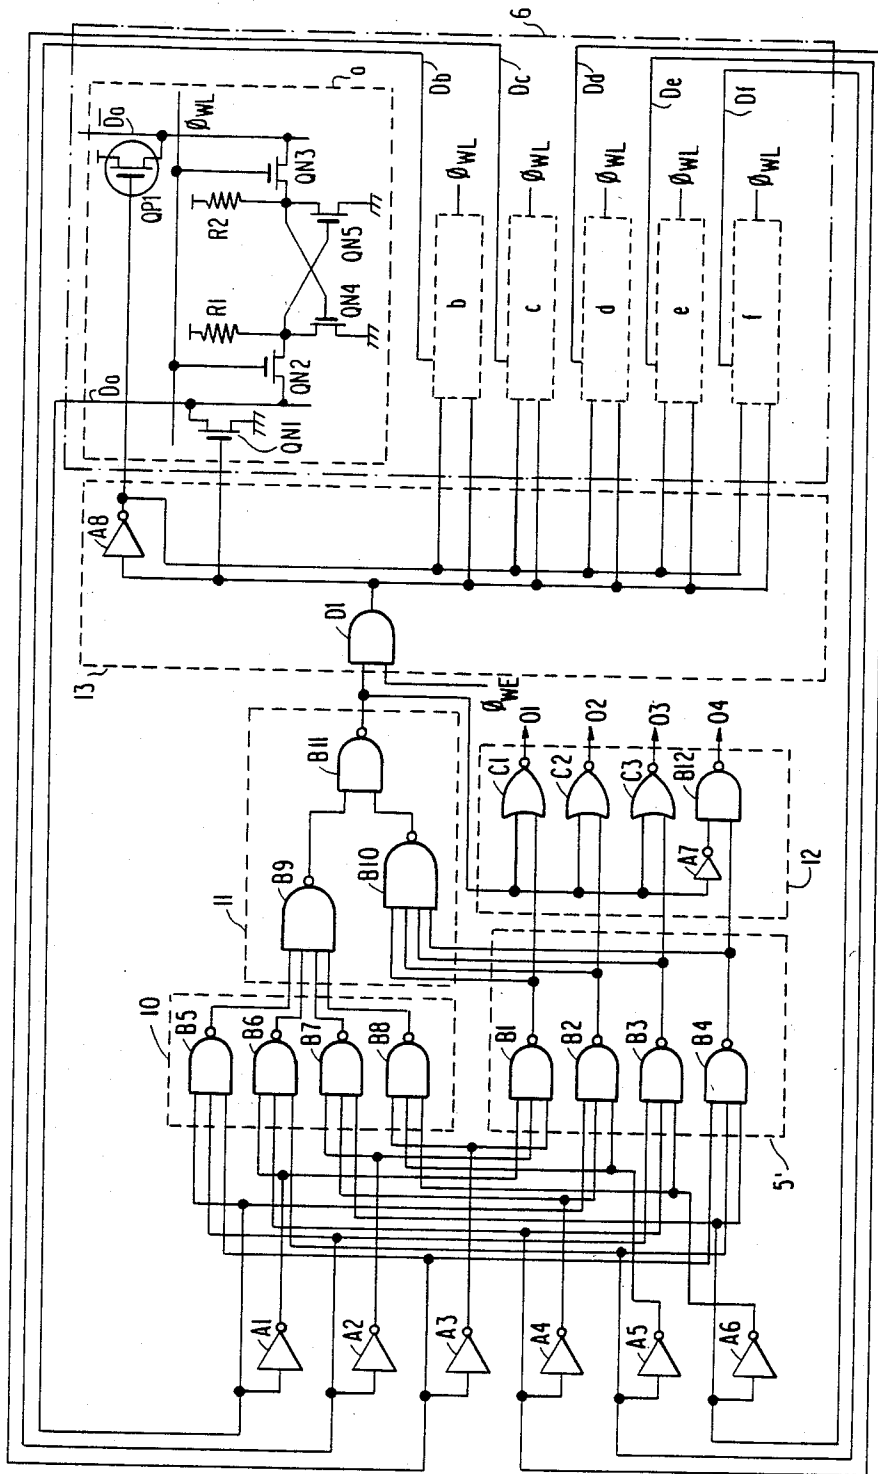 6
a
D̅a̅
ØWL
QP1
QN3
R2
QN5
R1
QN4
QN2
Da
QN1
Db
Dc
Dd
De
Df
b
ØWL
c
ØWL
d
ØWL
e
ØWL
f
ØWL
A8
13
D1
ØWE
11
B11
B9
B10
C1
O1
C2
O2
C3
O3
B12
O4
A7
12
10
B5
B6
B7
B8
B1
B2
B3
B4
5'
A1
A2
A3
A4
A5
A6